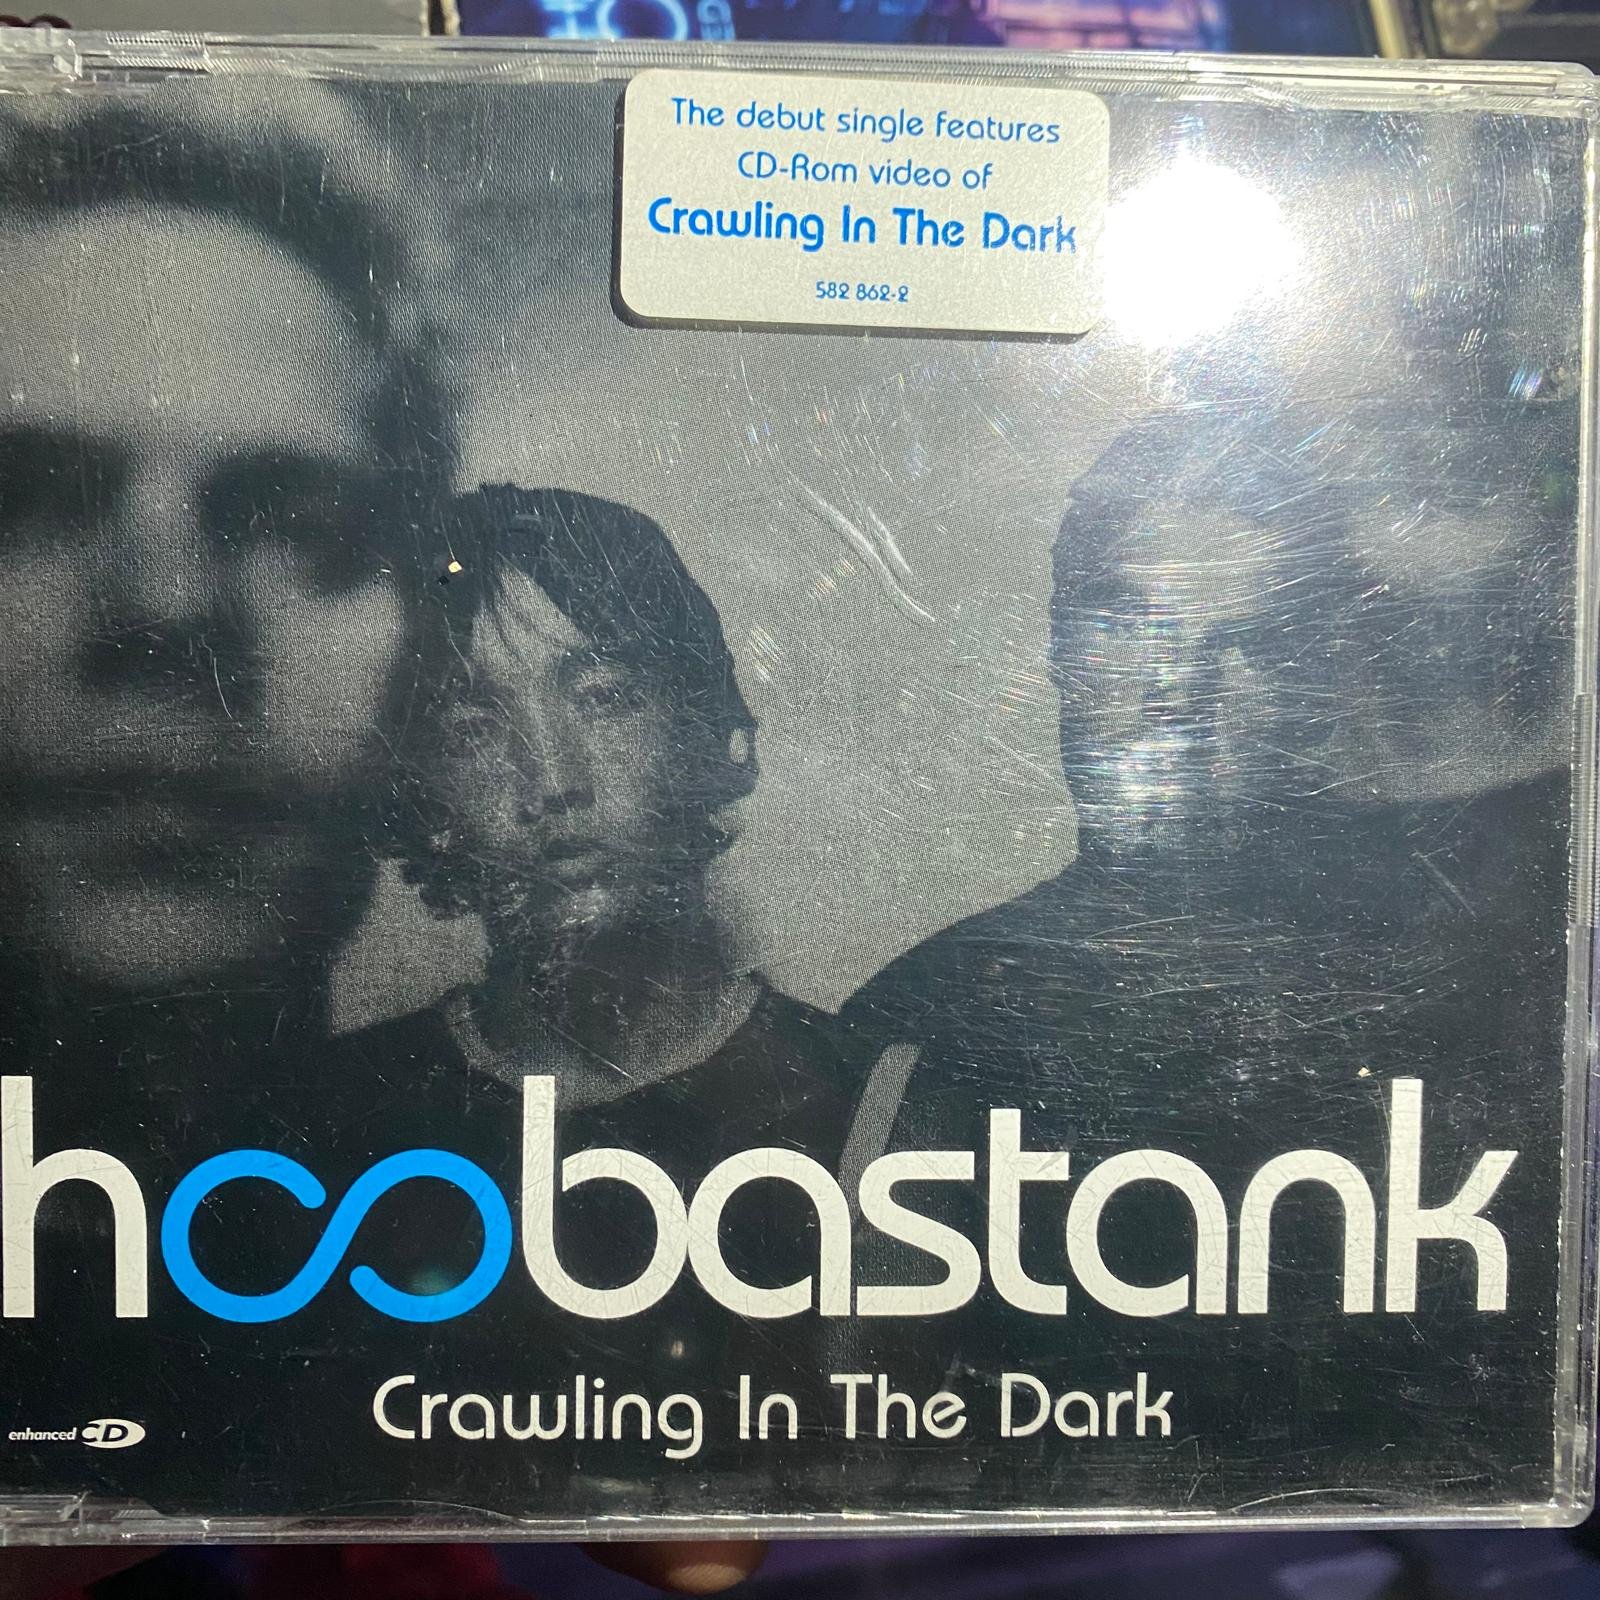 The debut single features
CD-Rom video of
Crawling In The Dark
582 862-2
hoobastank
Crawling In The Dark
enhanced CD